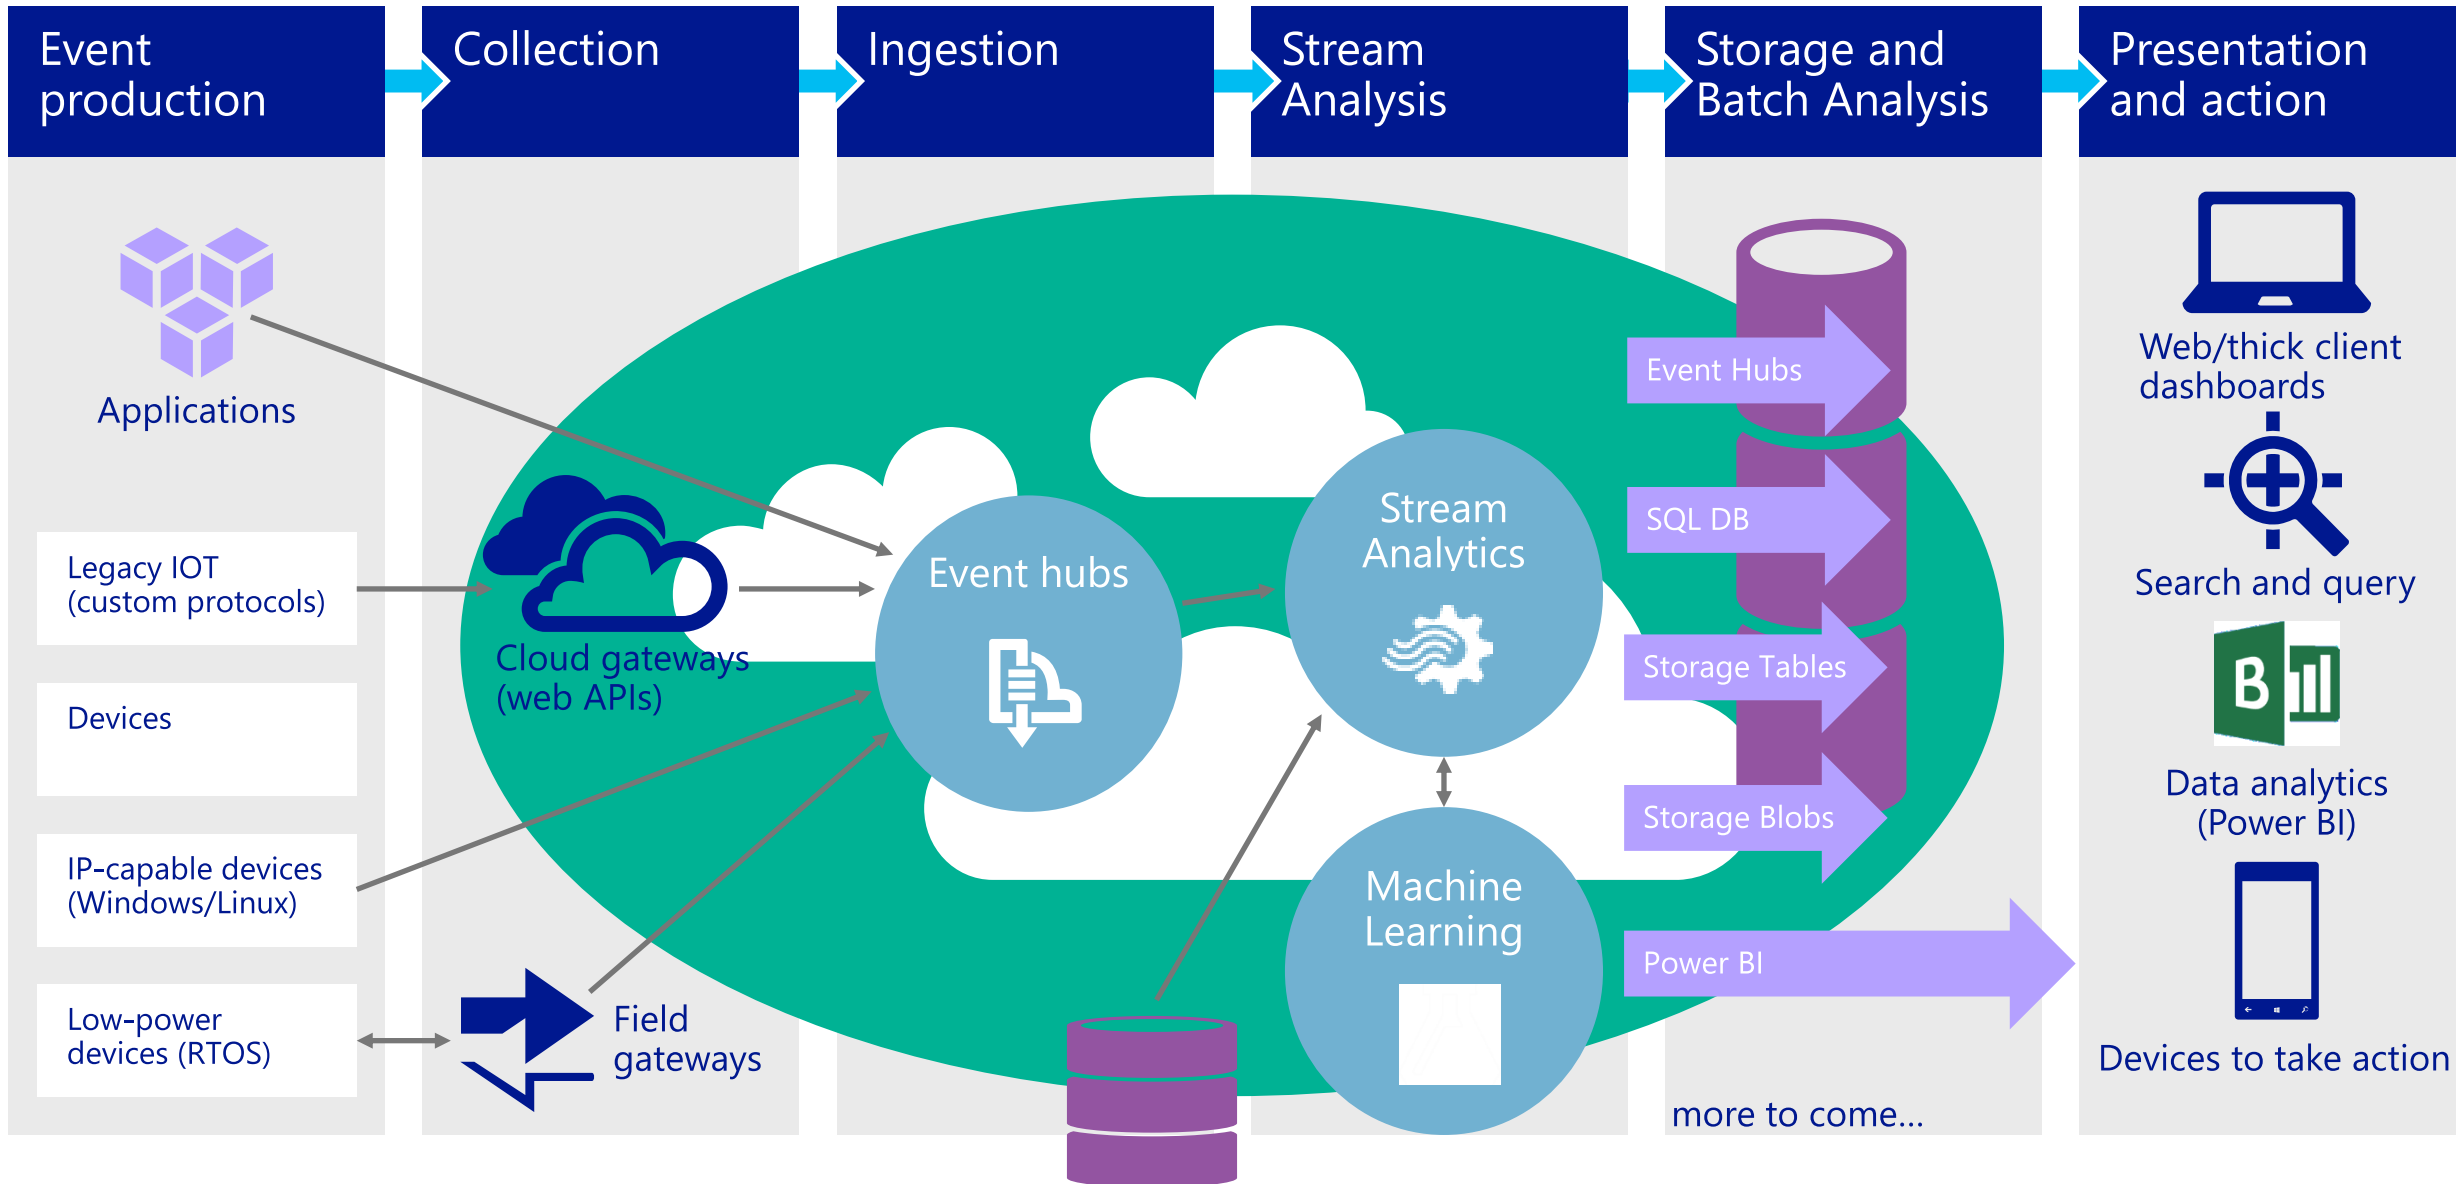 Event
production
Collection
Ingestion
Stream
Analysis
Storage and
Batch Analysis
Presentation
and action
Applications
Legacy IOT
(custom protocols)
Devices
IP-capable devices
(Windows/Linux)
Low-power
devices (RTOS)
Cloud gateways
(web APIs)
Field
gateways
Event hubs
Stream
Analytics
Machine
Learning
Event Hubs
SQL DB
Storage Tables
Storage Blobs
Power BI
more to come...
Web/thick client
dashboards
Search and query
B
Data analytics
(Power BI)
Devices to take action